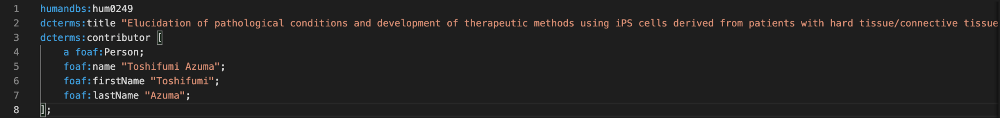 1 humandbs:hum0249
2 dcterms:title "Elucidation of pathological conditions and development of therapeutic methods using iPS cells derived from patients with hard tissue/connective tissue
3 dcterms:contributor [
4 a foaf:Person;
5 foaf:name "Toshifumi Azuma";
6 foaf:firstName "Toshifumi";
7 foaf:lastName "Azuma";
8 ];